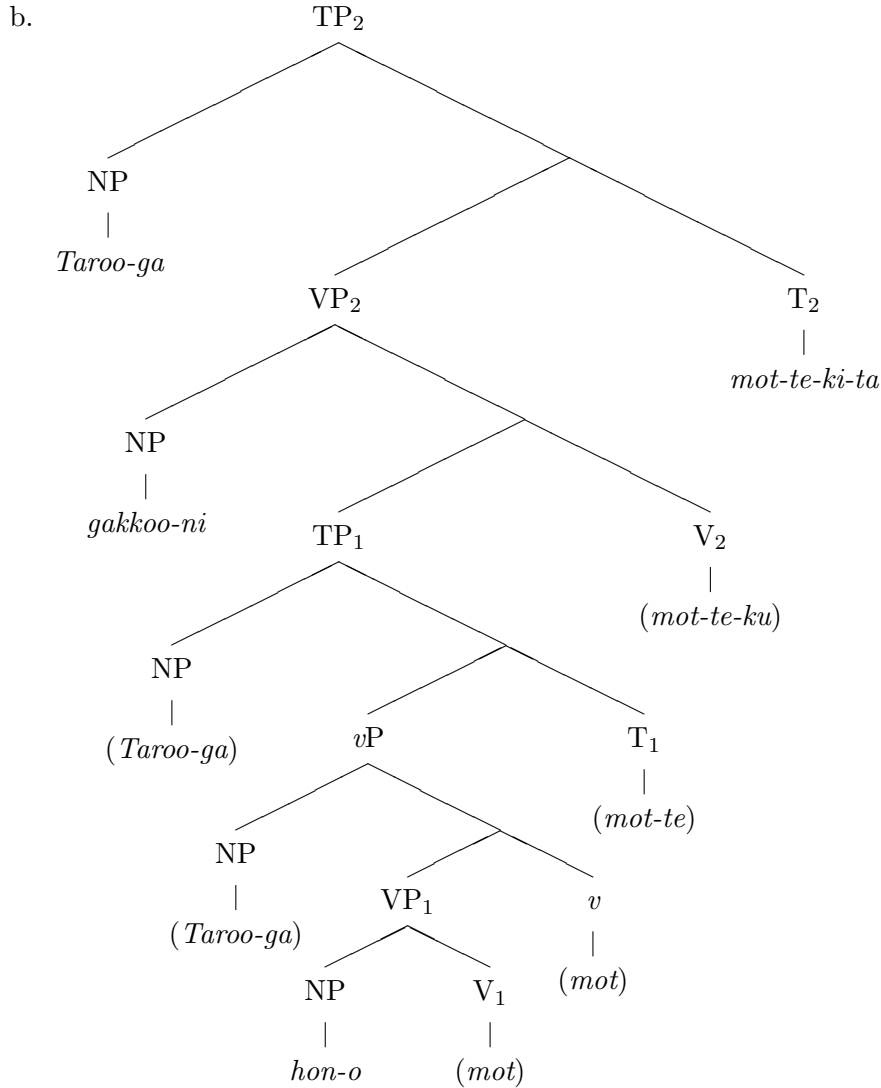 b.
TP₂
NP
Taroo-ga
VP₂ T₂
mot-te-ki-ta
NP
gakkoo-ni
TP₁ V₂
(mot-te-ku)
NP
(Taroo-ga)
vP T₁
(mot-te)
NP
(Taroo-ga)
VP₁ v
(mot)
NP V₁
hon-o (mot)